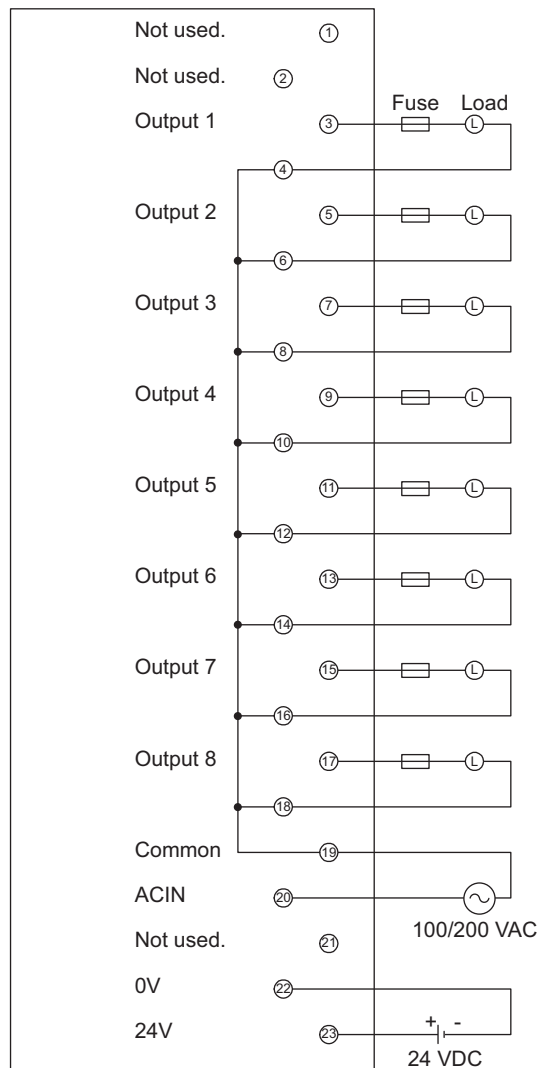 Not used. 1
Not used. 2
Fuse Load
Output 1 3 L
4
Output 2 5 L
6
Output 3 7 L
8
Output 4 9 L
10
Output 5 11 L
12
Output 6 13 L
14
Output 7 15 L
16
Output 8 17 L
18
Common 19
ACIN 20
100/200 VAC
Not used. 21
0V 22
24V 23 + -
24 VDC